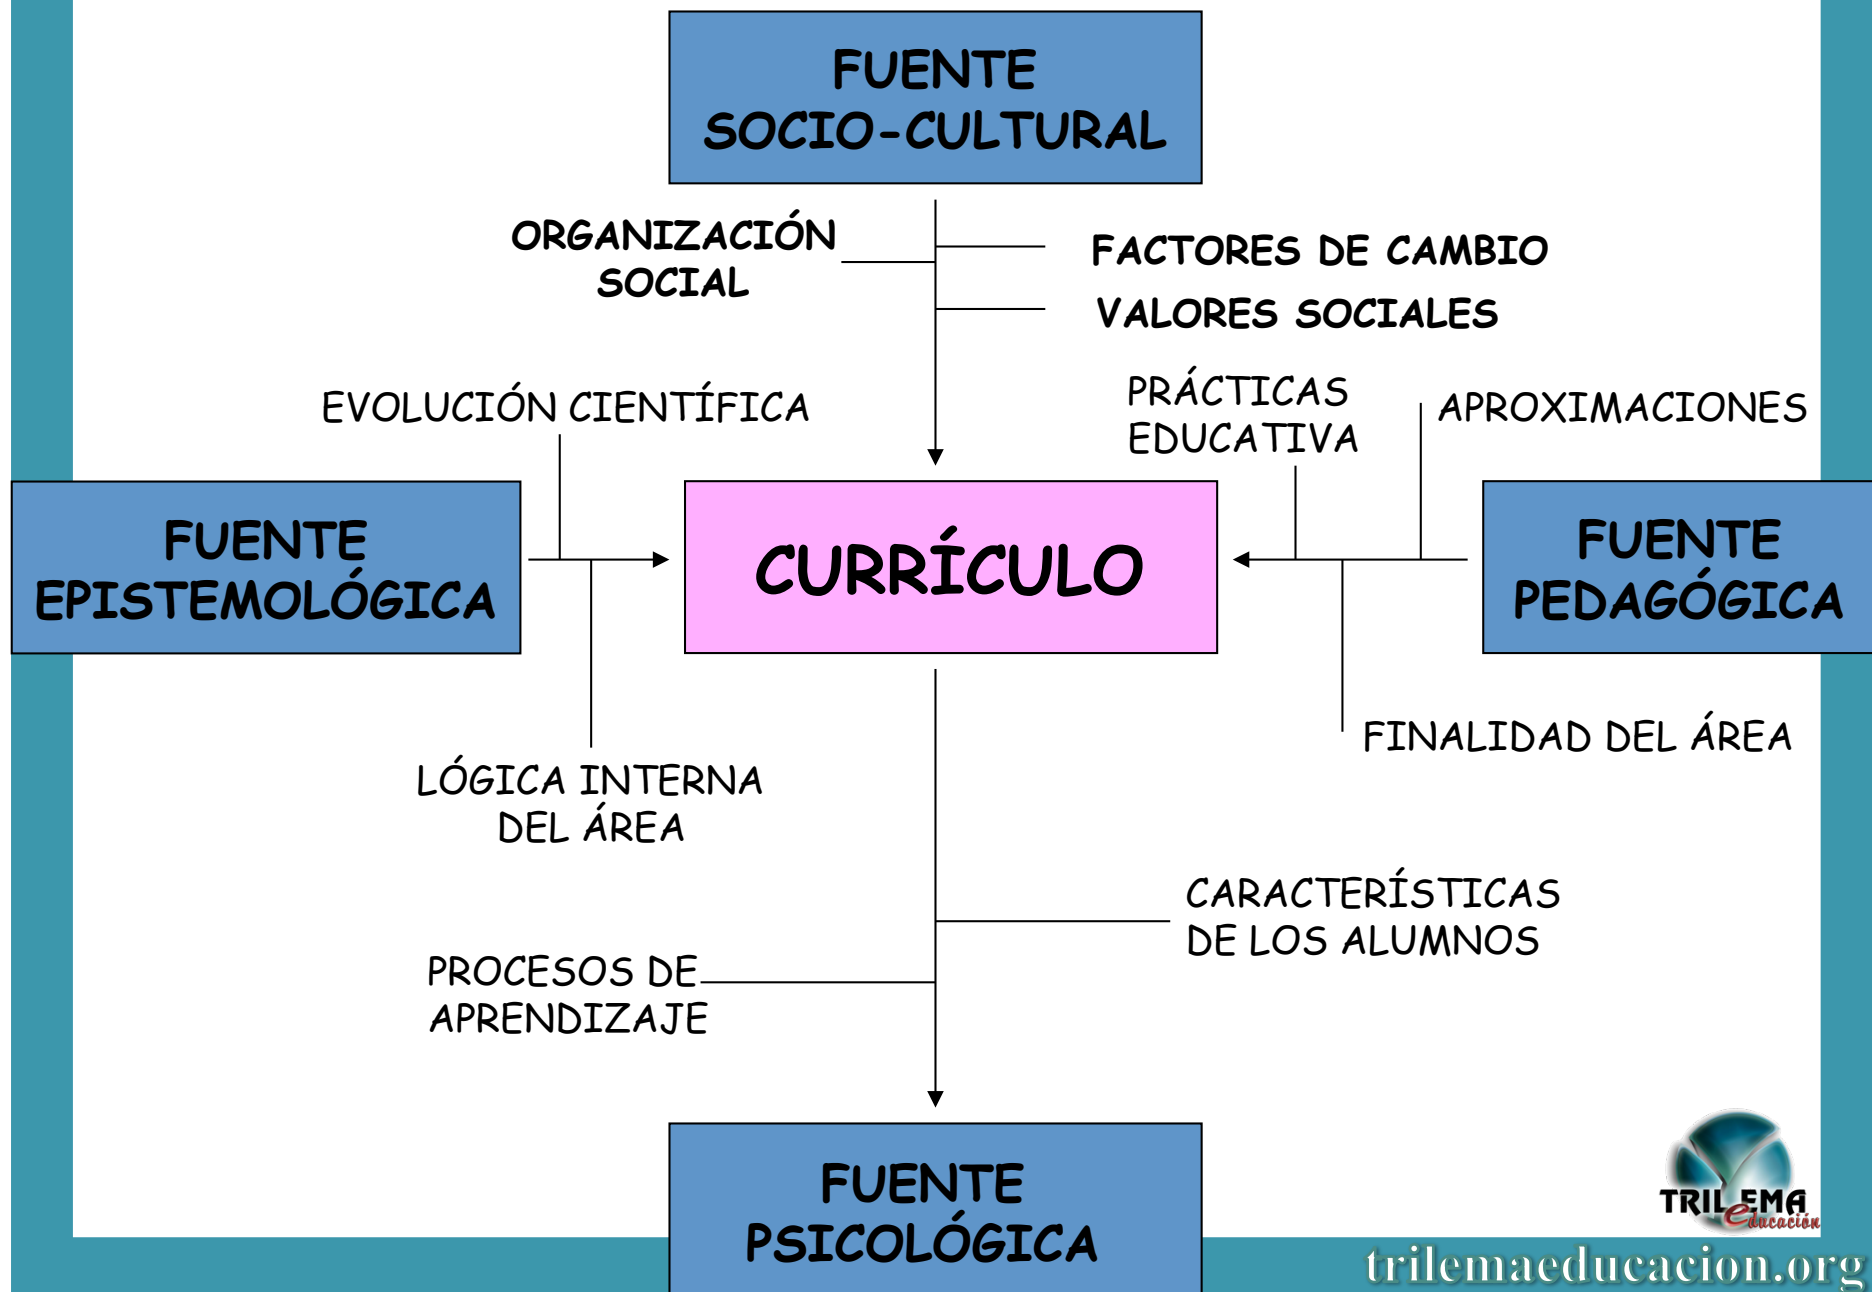 FUENTE
SOCIO-CULTURAL
ORGANIZACIÓN
SOCIAL
FACTORES DE CAMBIO
VALORES SOCIALES
EVOLUCIÓN CIENTÍFICA
PRÁCTICAS
EDUCATIVA
APROXIMACIONES
FUENTE
EPISTEMOLÓGICA
CURRÍCULO
FUENTE
PEDAGÓGICA
FINALIDAD DEL ÁREA
LÓGICA INTERNA
DEL ÁREA
CARACTERÍSTICAS
DE LOS ALUMNOS
PROCESOS DE
APRENDIZAJE
FUENTE
PSICOLÓGICA
TRILEMA
educación
trilemaeducacion.org